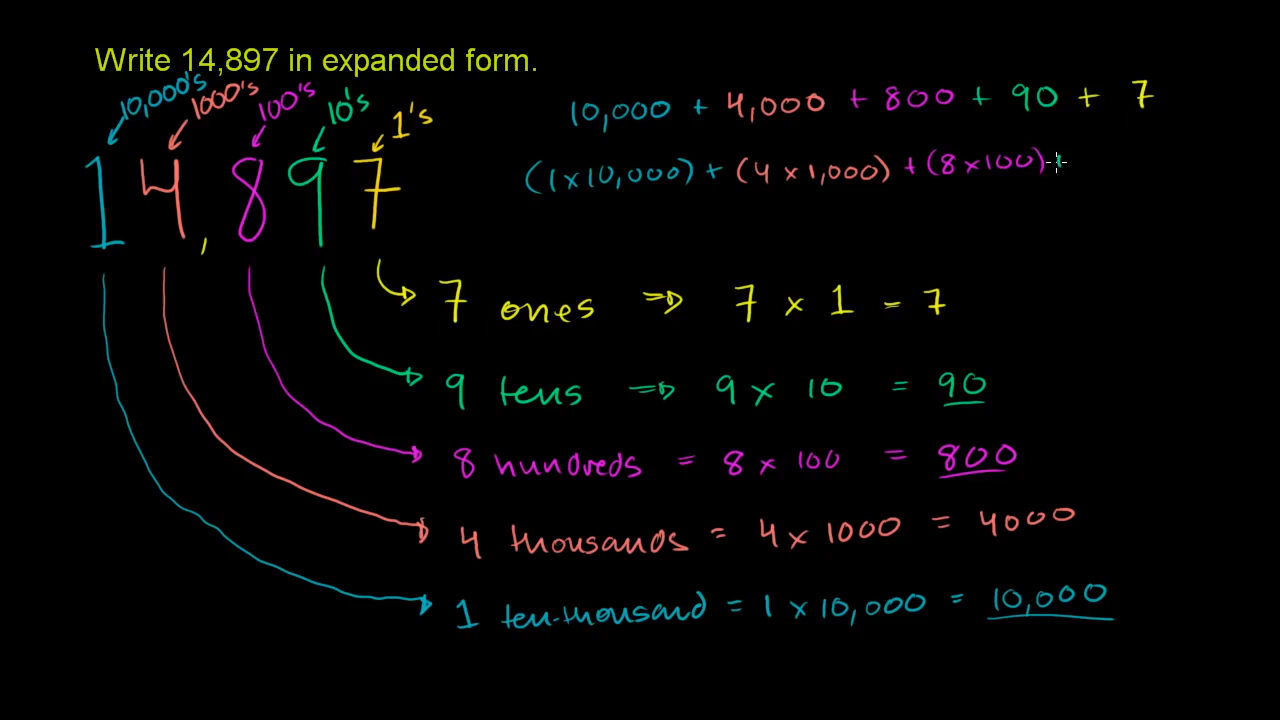 Write 14,897 in expanded form.
10,000's 1000's 100's 10's 1's
10,000 + 4,000 + 800 + 90 + 7
14,897
(1×10,000) + (4 × 1,000) + (8 × 100) +
7 ones ⇒ 7 × 1 = 7
9 tens ⇒ 9 × 10 = 90
8 hundreds = 8 × 100 = 800
4 thousands = 4 × 1000 = 4000
1 ten-thousand = 1 × 10,000 = 10,000